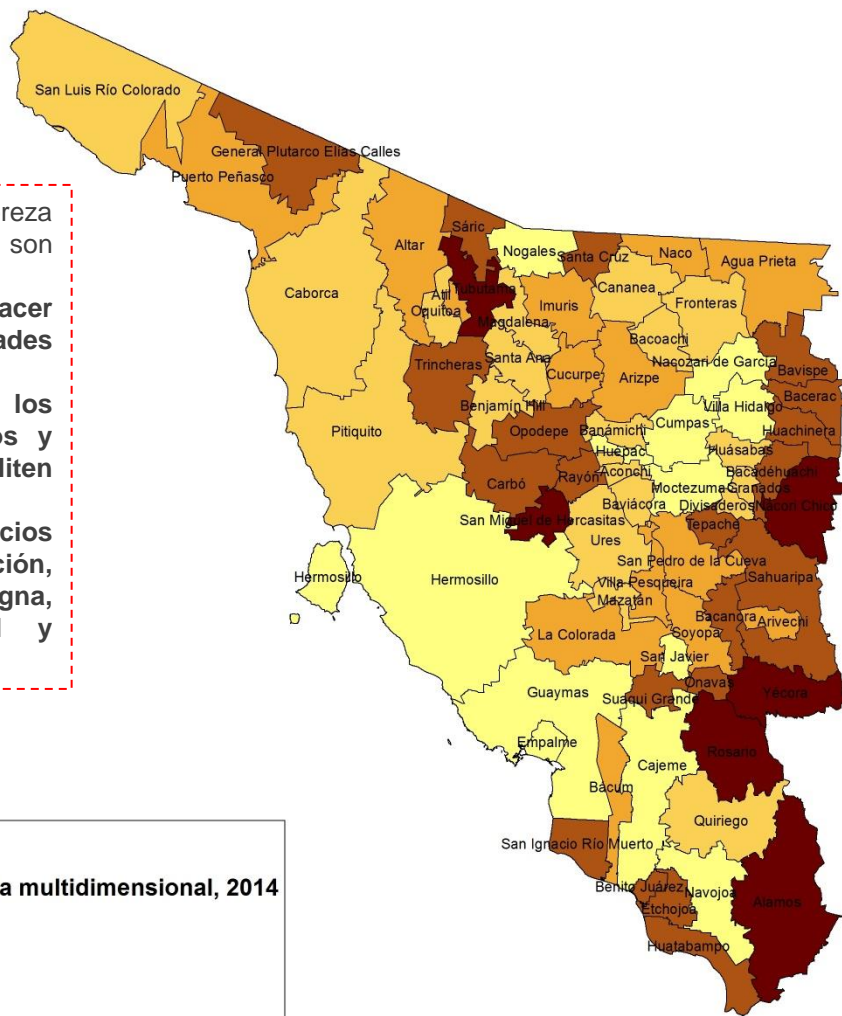 San Luis Río Colorado
General Plutarco Elías Calles
Puerto Peñasco
reza
son
acer
ades
los
os y
liten
cios
ción,
igna,
l y
Sáric
Nogales
Santa Cruz
Naco
Agua Prieta
Altar
Caborca
Atil
Oquitoa
Tubutama
Magdalena
Imuris
Cananea
Fronteras
Bacoachi
Santa Ana
Nacozari de García
Trincheras
Cucurpe
Arizpe
Bavispe
Bacerac
Benjamín Hill
Villa Hidalgo
Pitiquito
Opodepe
Banámichi
Cumpas
Huachinera
Huepac
Huásabas
Carbó
Rayón
Aconchi
Bacadéhuachi
Moctezuma
Granados
Nácori Chico
Baviácora
Divisaderos
San Miguel de Horcasitas
Tepache
Ures
San Pedro de la Cueva
Sahuaripa
Hermosillo
Hermosillo
Villa Pesqueira
Mazatán
Bacanora
Arivechi
La Colorada
Soyopa
San Javier
Onavas
Yécora
Guaymas
Suaqui Grande
Empalme
Cajeme
Rosario
Bácum
Quiriego
San Ignacio Río Muerto
a multidimensional, 2014
Benito Juárez
Navojoa
Etchojoa
Alamos
Huatabampo